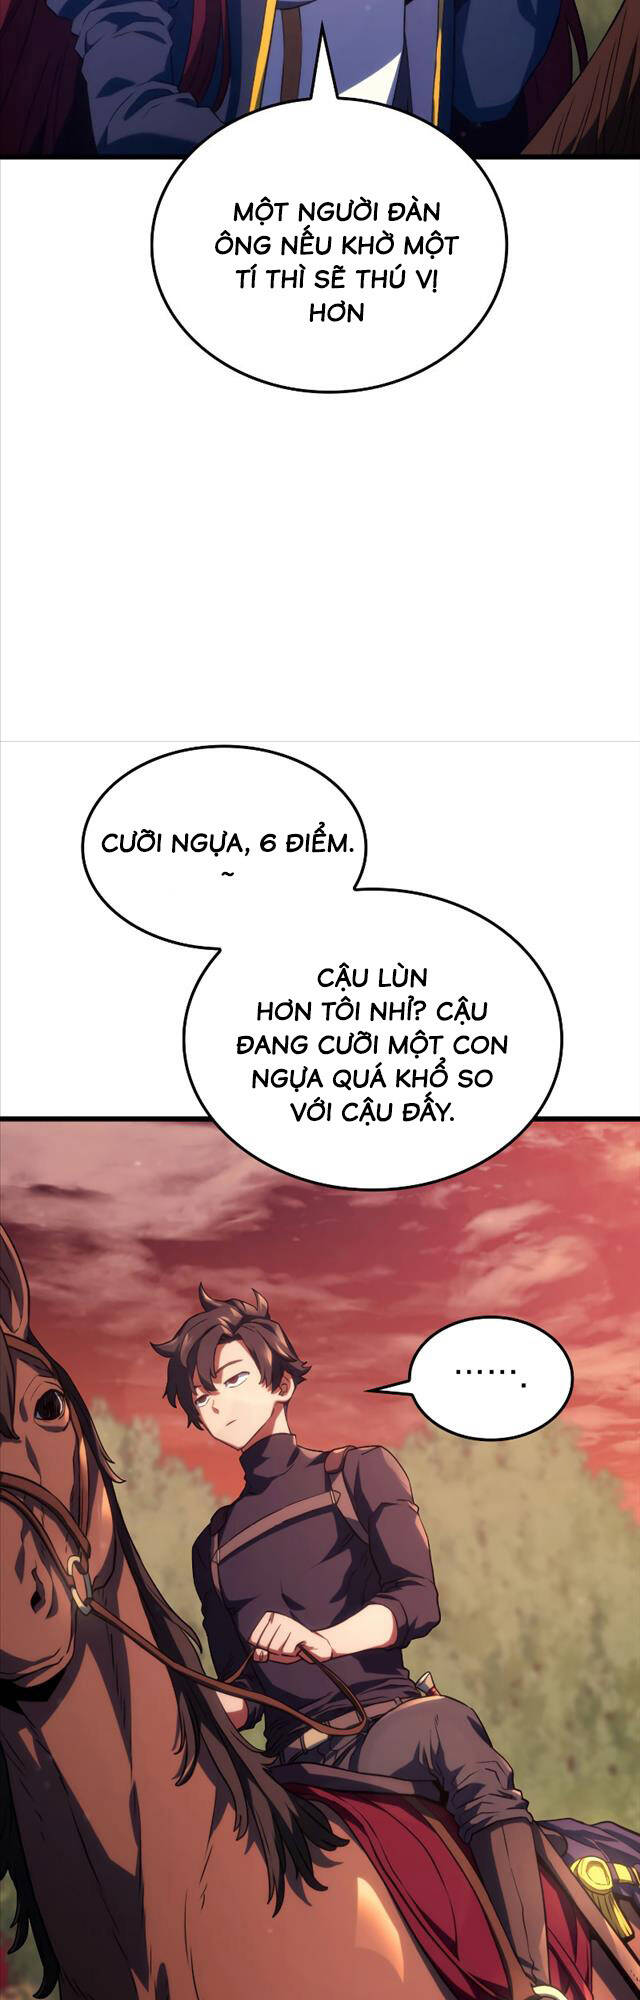 MỘT NGƯỜI ĐÀN
ÔNG NẾU KHỜ MỘT
TÍ THÌ SẼ THÚ VỊ
HƠN
CƯỠI NGỰA, 6 ĐIỂM.
~
CẬU LÙN
HƠN TÔI NHỈ? CẬU
ĐANG CƯỠI MỘT CON
NGỰA QUÁ KHỔ SO
VỚI CẬU ĐẤY.
.......